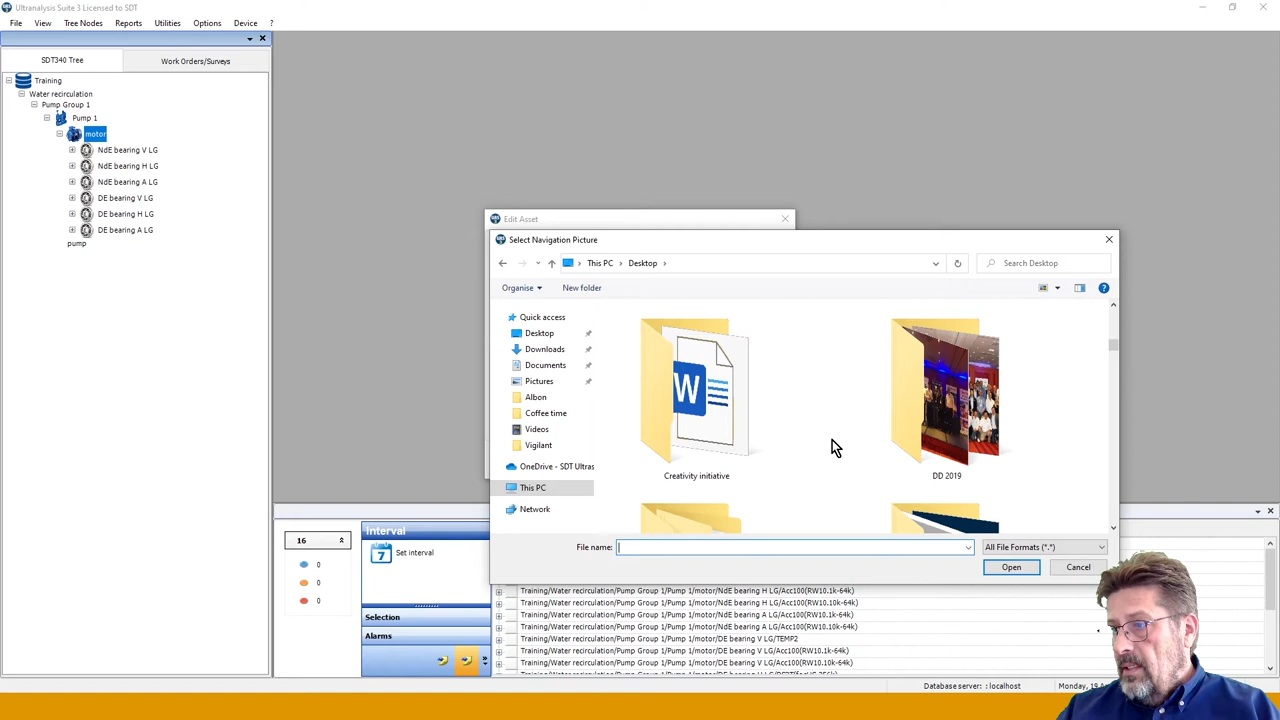 Ultranalysis Suite 3 Licensed to SDT
File View Tree Nodes Reports Utilities Options Device ?
SDT340 Tree
Work Orders/Surveys
Training
Water recirculation
Pump Group 1
Pump 1
motor
NdE bearing V LG
NdE bearing H LG
NdE bearing A LG
DE bearing V LG
DE bearing H LG
DE bearing A LG
pump
Edit Asset
Select Navigation Picture
This PC
Desktop
Search Desktop
Organise
New folder
Quick access
Desktop
Downloads
Documents
Pictures
Albon
Coffee time
Videos
Vigilant
OneDrive - SDT Ultras
This PC
Network
W
Creativity initiative
DD 2019
File name:
All File Formats (*.*)
Open
Cancel
16
0
0
0
Interval
7
Set interval
Selection
Alarms
Training/Water recirculation/Pump Group 1/Pump 1/motor/NdE bearing H LG/Acc100(RW10.1k-64k)
Training/Water recirculation/Pump Group 1/Pump 1/motor/NdE bearing H LG/Acc100(RW10.10k-64k)
Training/Water recirculation/Pump Group 1/Pump 1/motor/NdE bearing A LG/Acc100(RW10.1k-64k)
Training/Water recirculation/Pump Group 1/Pump 1/motor/NdE bearing A LG/Acc100(RW10.10k-64k)
Training/Water recirculation/Pump Group 1/Pump 1/motor/DE bearing V LG/TEMP2
Training/Water recirculation/Pump Group 1/Pump 1/motor/DE bearing V LG/Acc100(RW10.1k-64k)
Training/Water recirculation/Pump Group 1/Pump 1/motor/DE bearing V LG/Acc100(RW10.10k-64k)
Database server: : localhost
Monday, 19 A